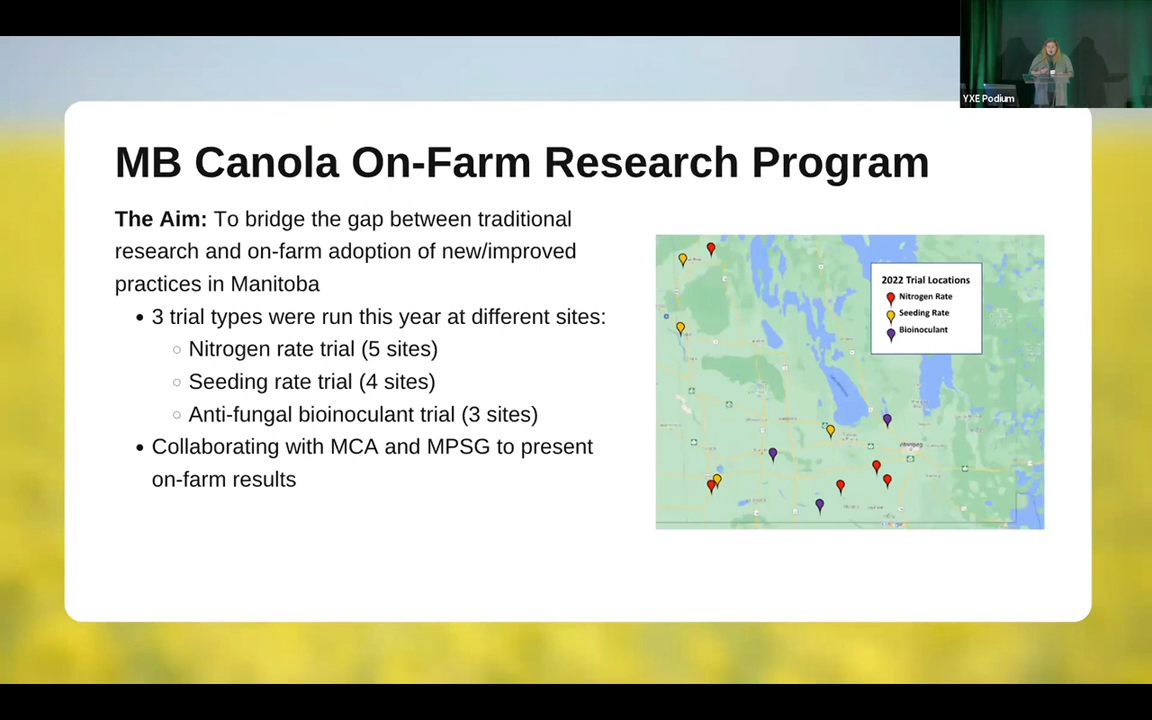 YXE Podium
MB Canola On-Farm Research Program
The Aim: To bridge the gap between traditional
research and on-farm adoption of new/improved
practices in Manitoba
• 3 trial types were run this year at different sites:
○ Nitrogen rate trial (5 sites)
○ Seeding rate trial (4 sites)
○ Anti-fungal bioinoculant trial (3 sites)
• Collaborating with MCA and MPSG to present
on-farm results
2022 Trial Locations
Nitrogen Rate
Seeding Rate
Bioinoculant
Winnipeg